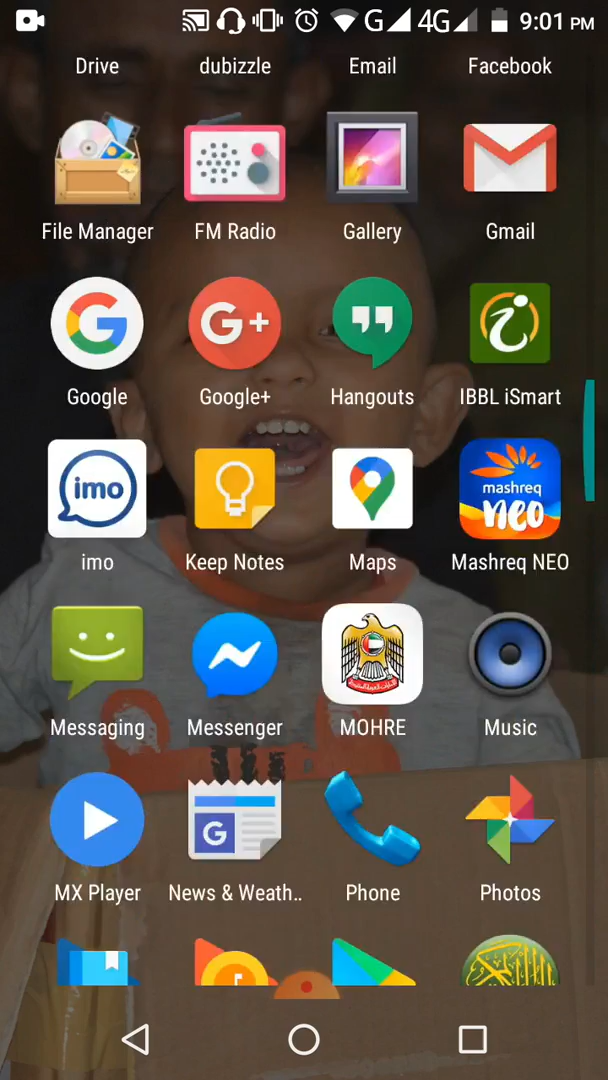 G 4G 9:01 PM
Drive dubizzle Email Facebook
File Manager FM Radio Gallery Gmail
G G+
Google Google+ Hangouts IBBL iSmart
imo mashreq neo
imo Keep Notes Maps Mashreq NEO
Messaging Messenger MOHRE Music
G
MX Player News & Weath.. Phone Photos